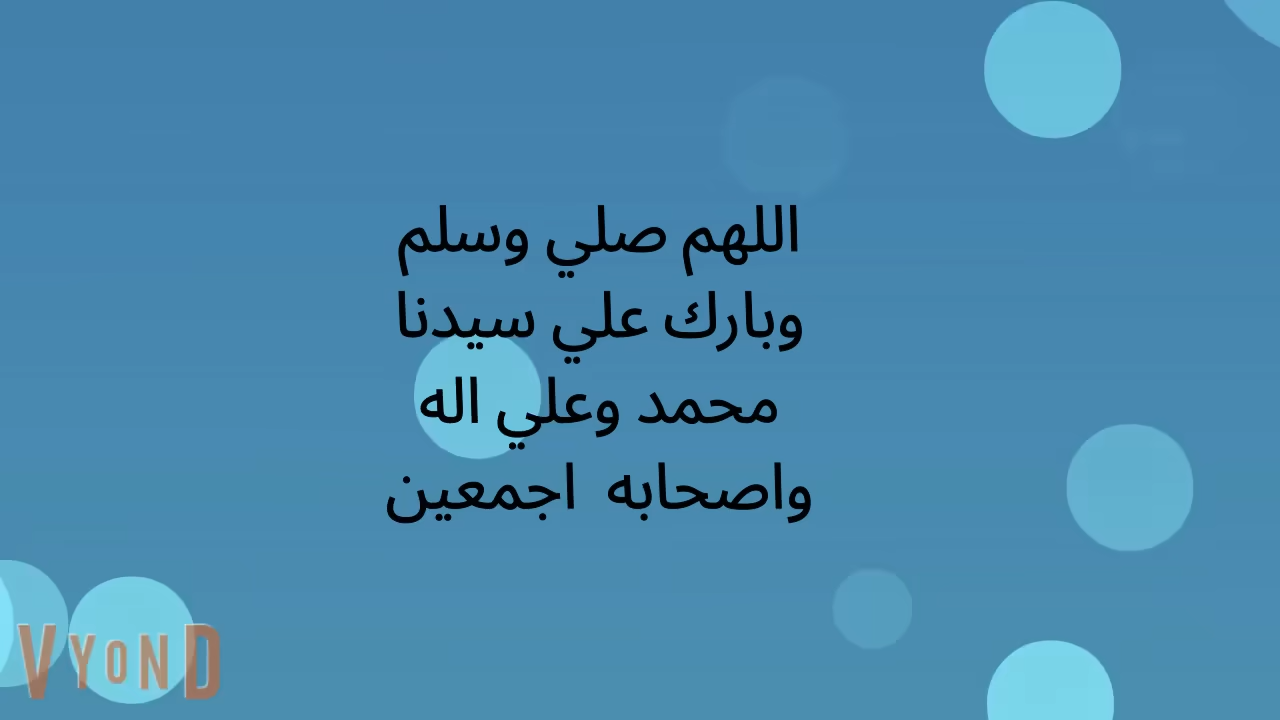 اللهم صلي وسلم
وبارك علي سيدنا
محمد وعلي اله
واصحابه  اجمعين
VYOND